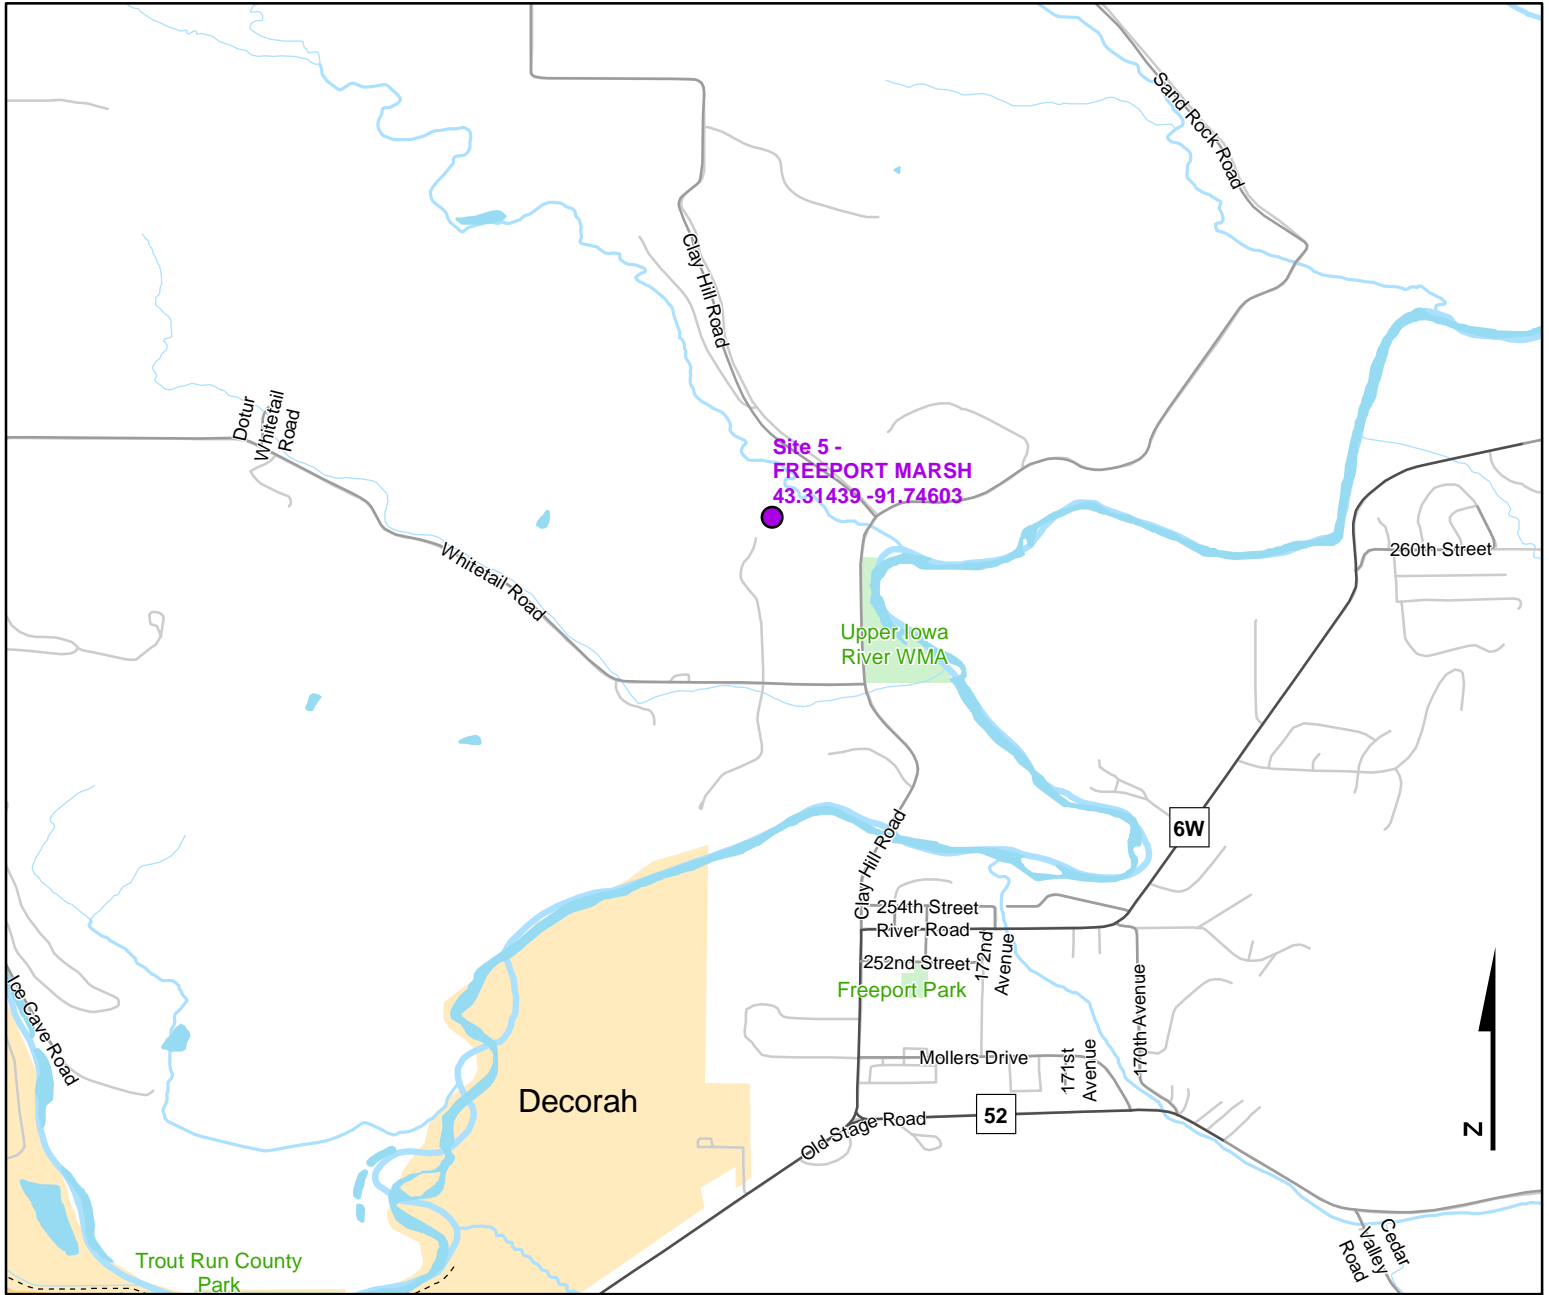 Sand Rock Road
Clay Hill Road
Dotur
Whitetail
Road
Site 5 -
FREEPORT MARSH
43.31439 -91.74603
260th Street
Whitetail Road
Upper Iowa
River WMA
6W
Clay Hill Road
254th Street
River Road
252nd Street
172nd
Avenue
Freeport Park
Ice Cave Road
170th Avenue
Mollers Drive
171st
Avenue
Decorah
52
Old Stage Road
N
Cedar
Valley
Road
Trout Run County
Park